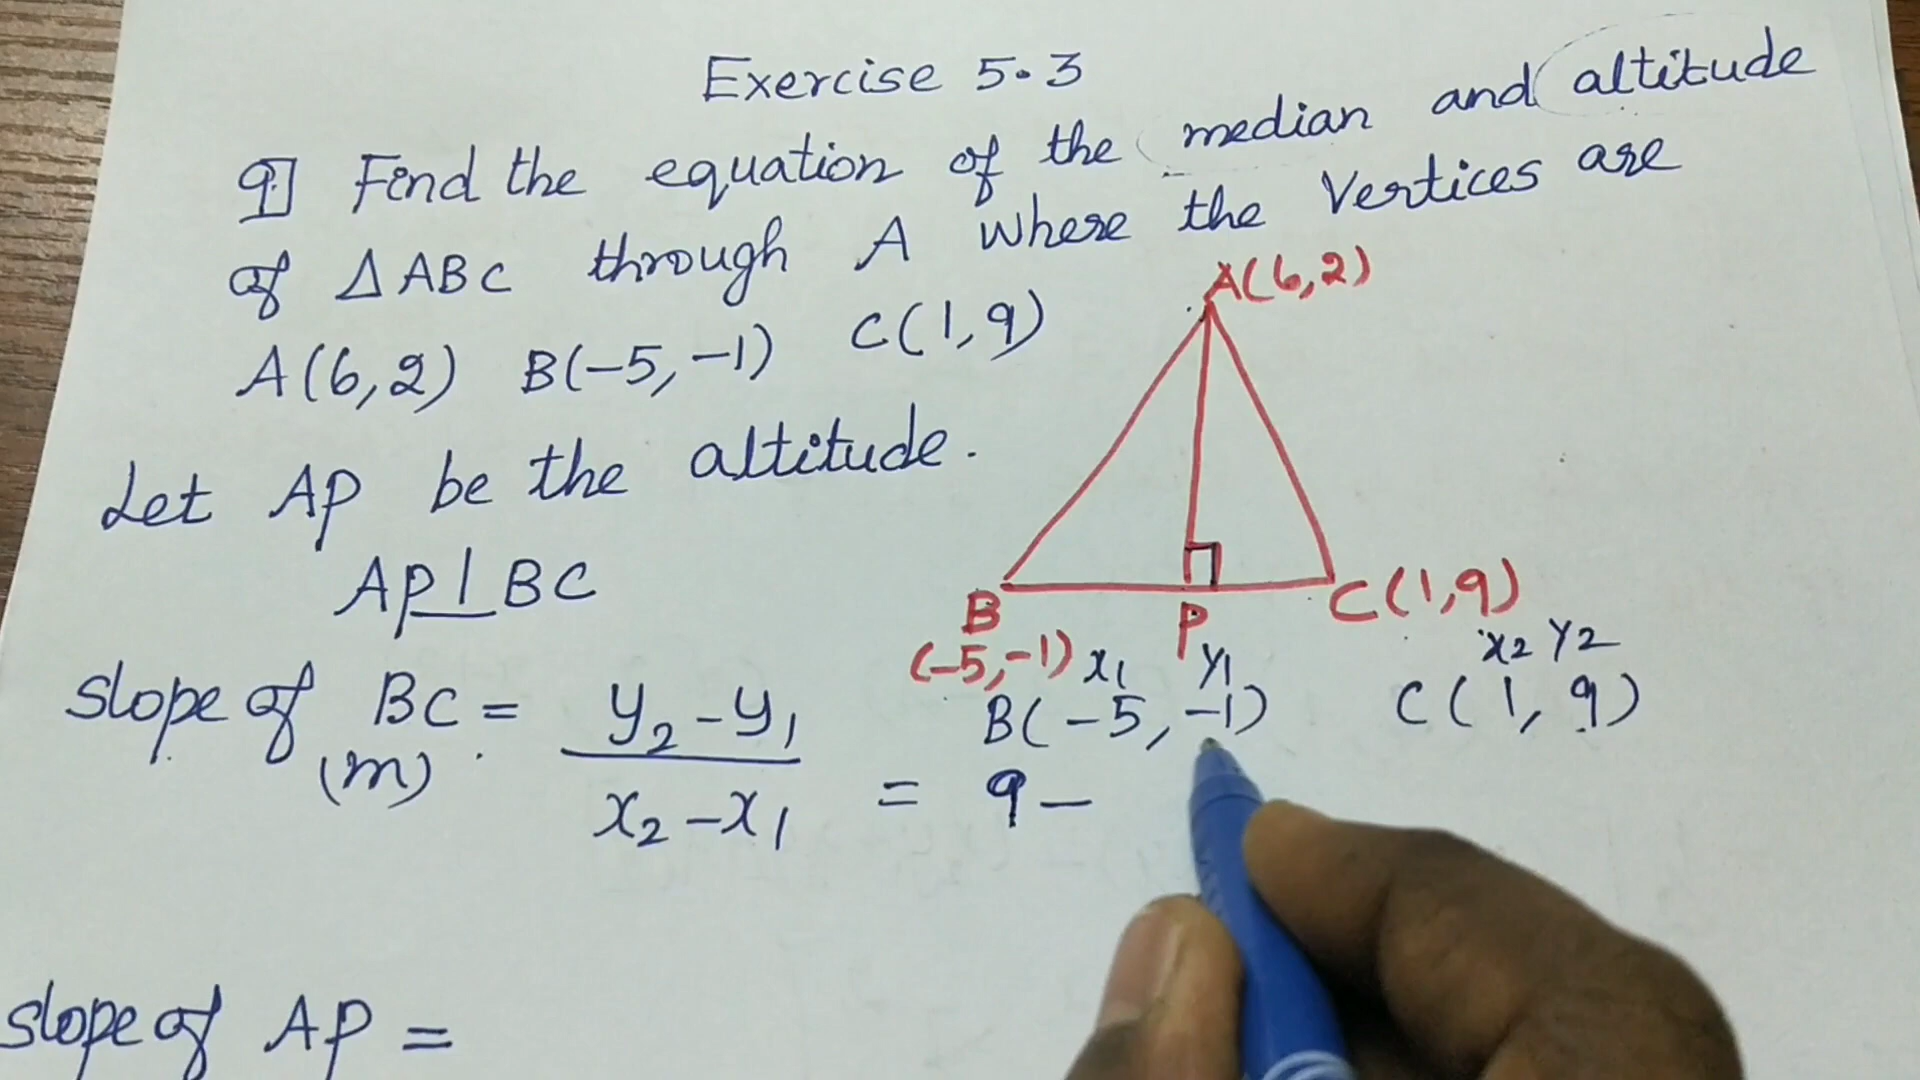 Exercise 5.3
9] Find the equation of the median and altitude
of ΔABC through A where the Vertices are
A(6,2) B(-5,-1) C(1,9)
A(6,2)
Let AP be the altitude.
AP⊥BC
B
P
C(1,9)
(-5,-1)
x₁ y₁ x₂ y₂
B(-5,-1) C(1,9)
Slope of BC = y₂-y₁/x₂-x₁ = 9-
(m)
slope of AP =